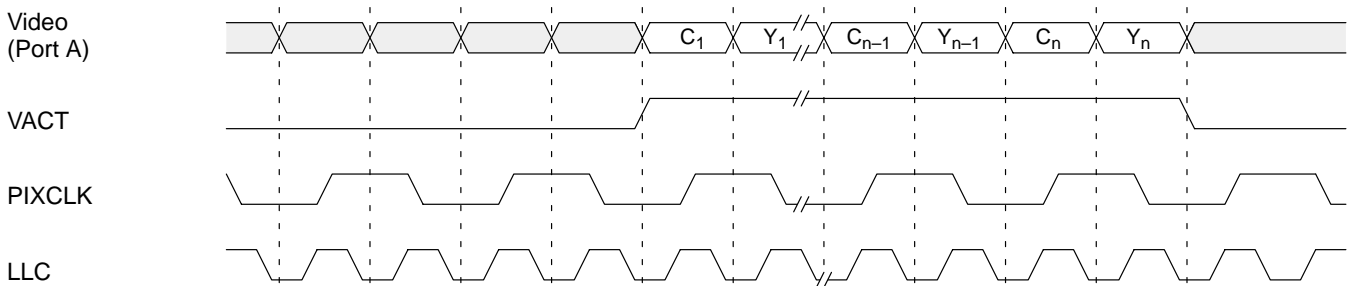 Video
(Port A)
C1 Y1 Cn–1 Yn–1 Cn Yn
VACT
PIXCLK
LLC